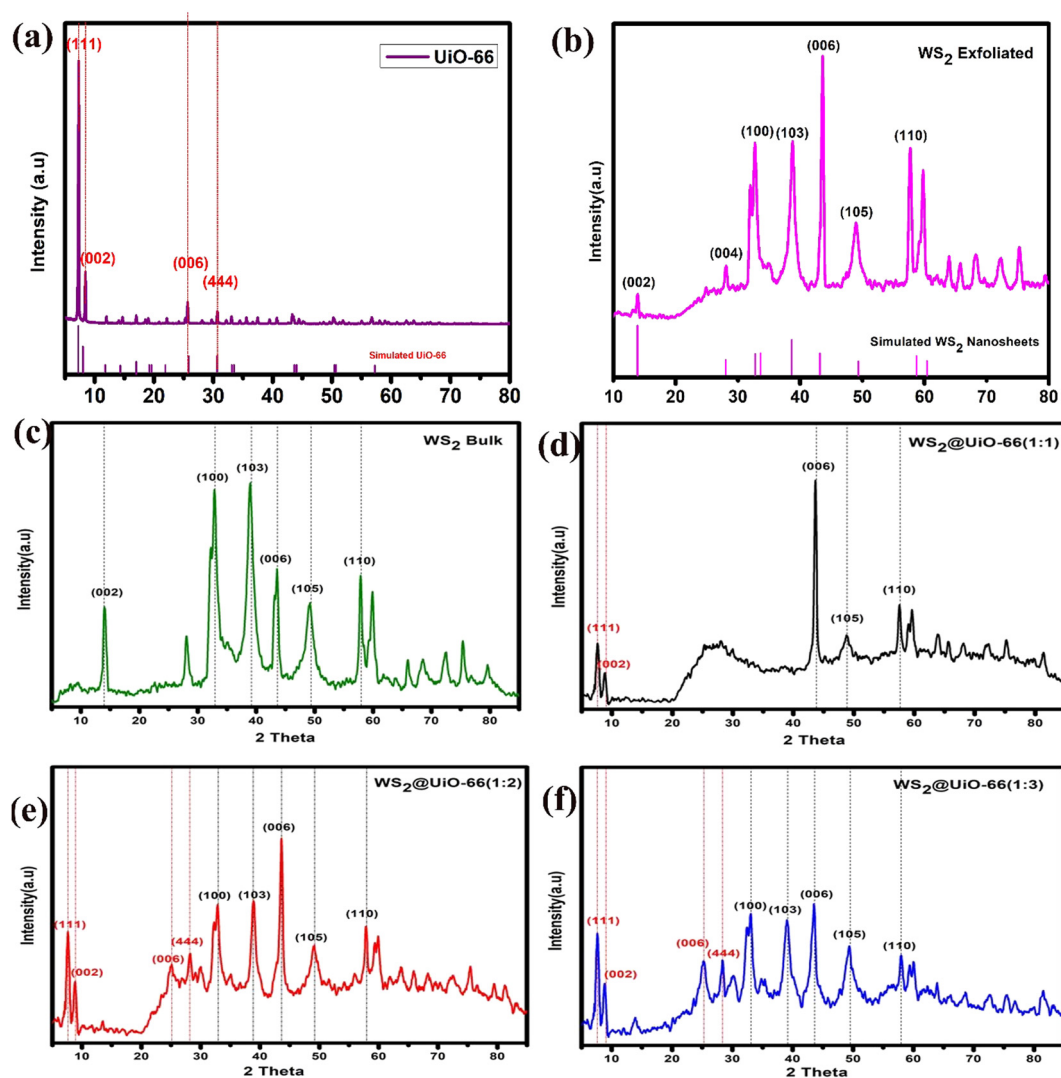 (a)
(111)
UiO-66
(002)
(006)
(444)
Simulated UiO-66
Intensity (a.u)
10 20 30 40 50 60 70 80
(b)
WS2 Exfoliated
(006)
(100)
(103)
(110)
(105)
(004)
(002)
Simulated WS2 Nanosheets
Intensity(a.u)
10 20 30 40 50 60 70 80
(c)
WS2 Bulk
(002)
(100)
(103)
(006)
(105)
(110)
Intensity(a.u)
10 20 30 40 50 60 70 80
2 Theta
(d)
WS2@UiO-66(1:1)
(006)
(111)
(002)
(105)
(110)
Intensity(a.u)
10 20 30 40 50 60 70 80
2 Theta
(e)
WS2@UiO-66(1:2)
(111)
(002)
(006)
(444)
(100)
(103)
(006)
(105)
(110)
Intensity(a.u)
10 20 30 40 50 60 70 80
2 Theta
(f)
WS2@UiO-66(1:3)
(111)
(002)
(006)
(444)
(100)
(103)
(006)
(105)
(110)
Intensity(a.u)
10 20 30 40 50 60 70 80
2 Theta